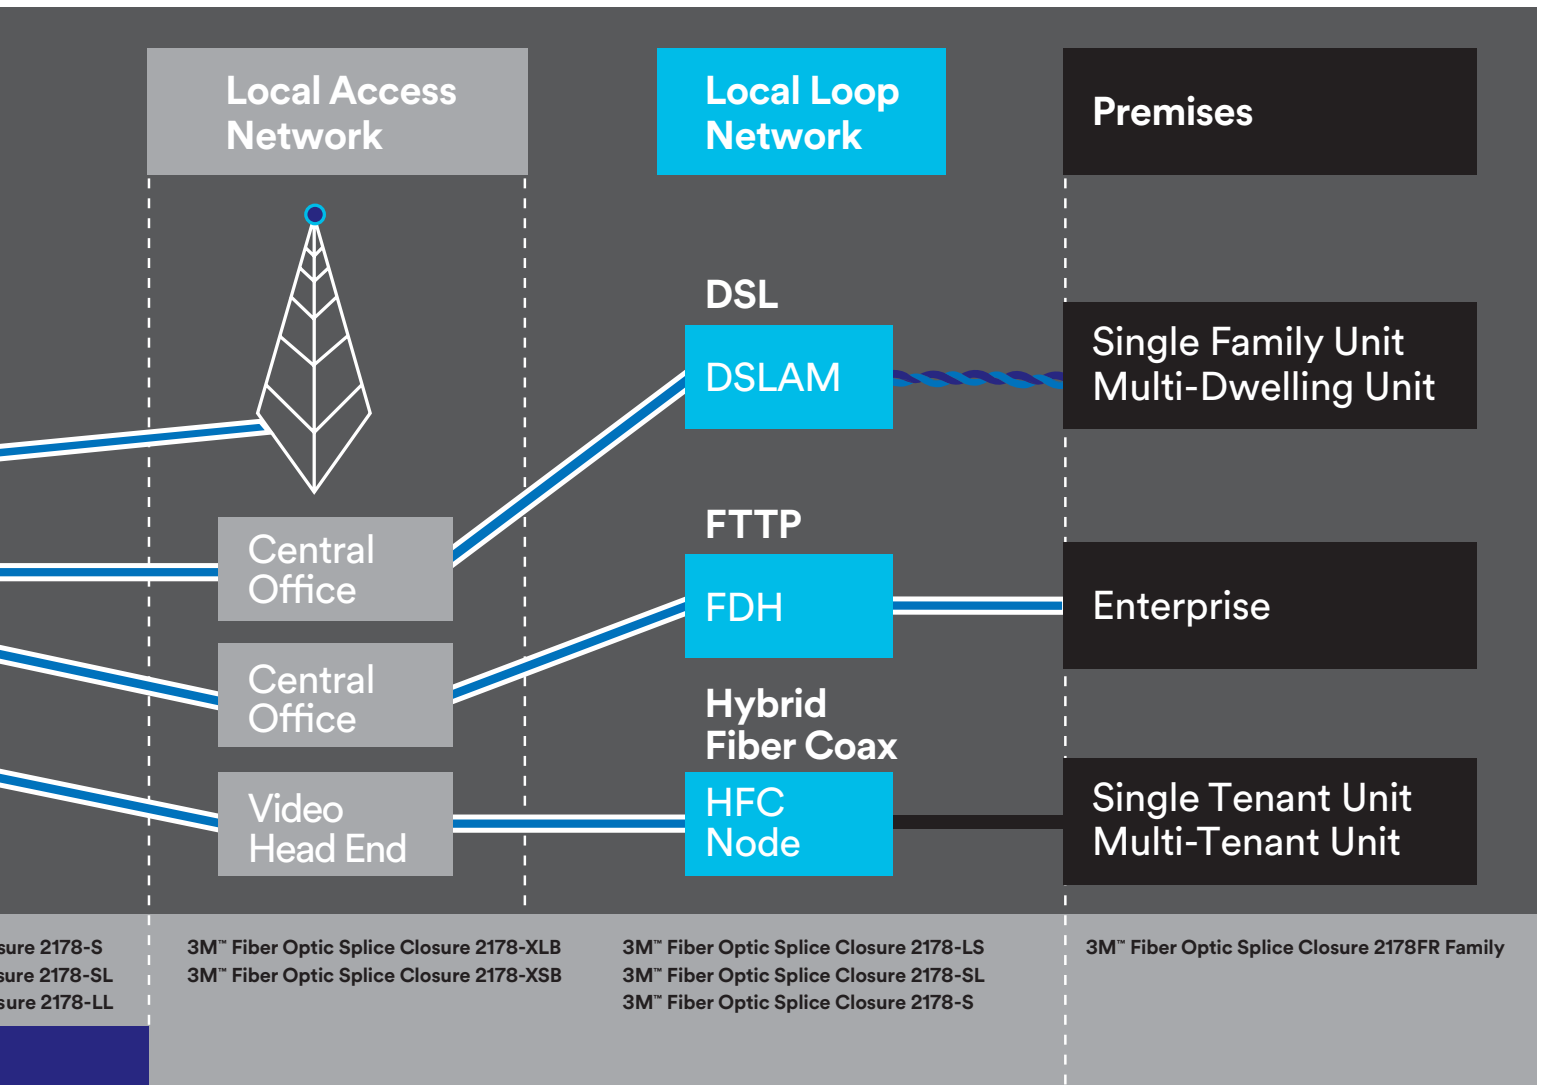 Local Access
Network
Local Loop
Network
Premises
DSL
DSLAM
Single Family Unit
Multi-Dwelling Unit
Central
Office
FTTP
FDH
Enterprise
Central
Office
Hybrid
Fiber Coax
Video
Head End
HFC
Node
Single Tenant Unit
Multi-Tenant Unit
sure 2178-S
sure 2178-SL
sure 2178-LL
3M™ Fiber Optic Splice Closure 2178-XLB
3M™ Fiber Optic Splice Closure 2178-XSB
3M™ Fiber Optic Splice Closure 2178-LS
3M™ Fiber Optic Splice Closure 2178-SL
3M™ Fiber Optic Splice Closure 2178-S
3M™ Fiber Optic Splice Closure 2178FR Family